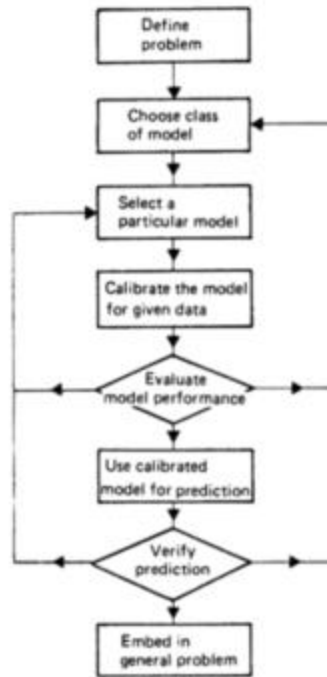 Define
problem
Choose class
of model
Select a
particular model
Calibrate the model
for given data
Evaluate
model performance
Use calibrated
model for prediction
Verify
prediction
Embed in
general problem